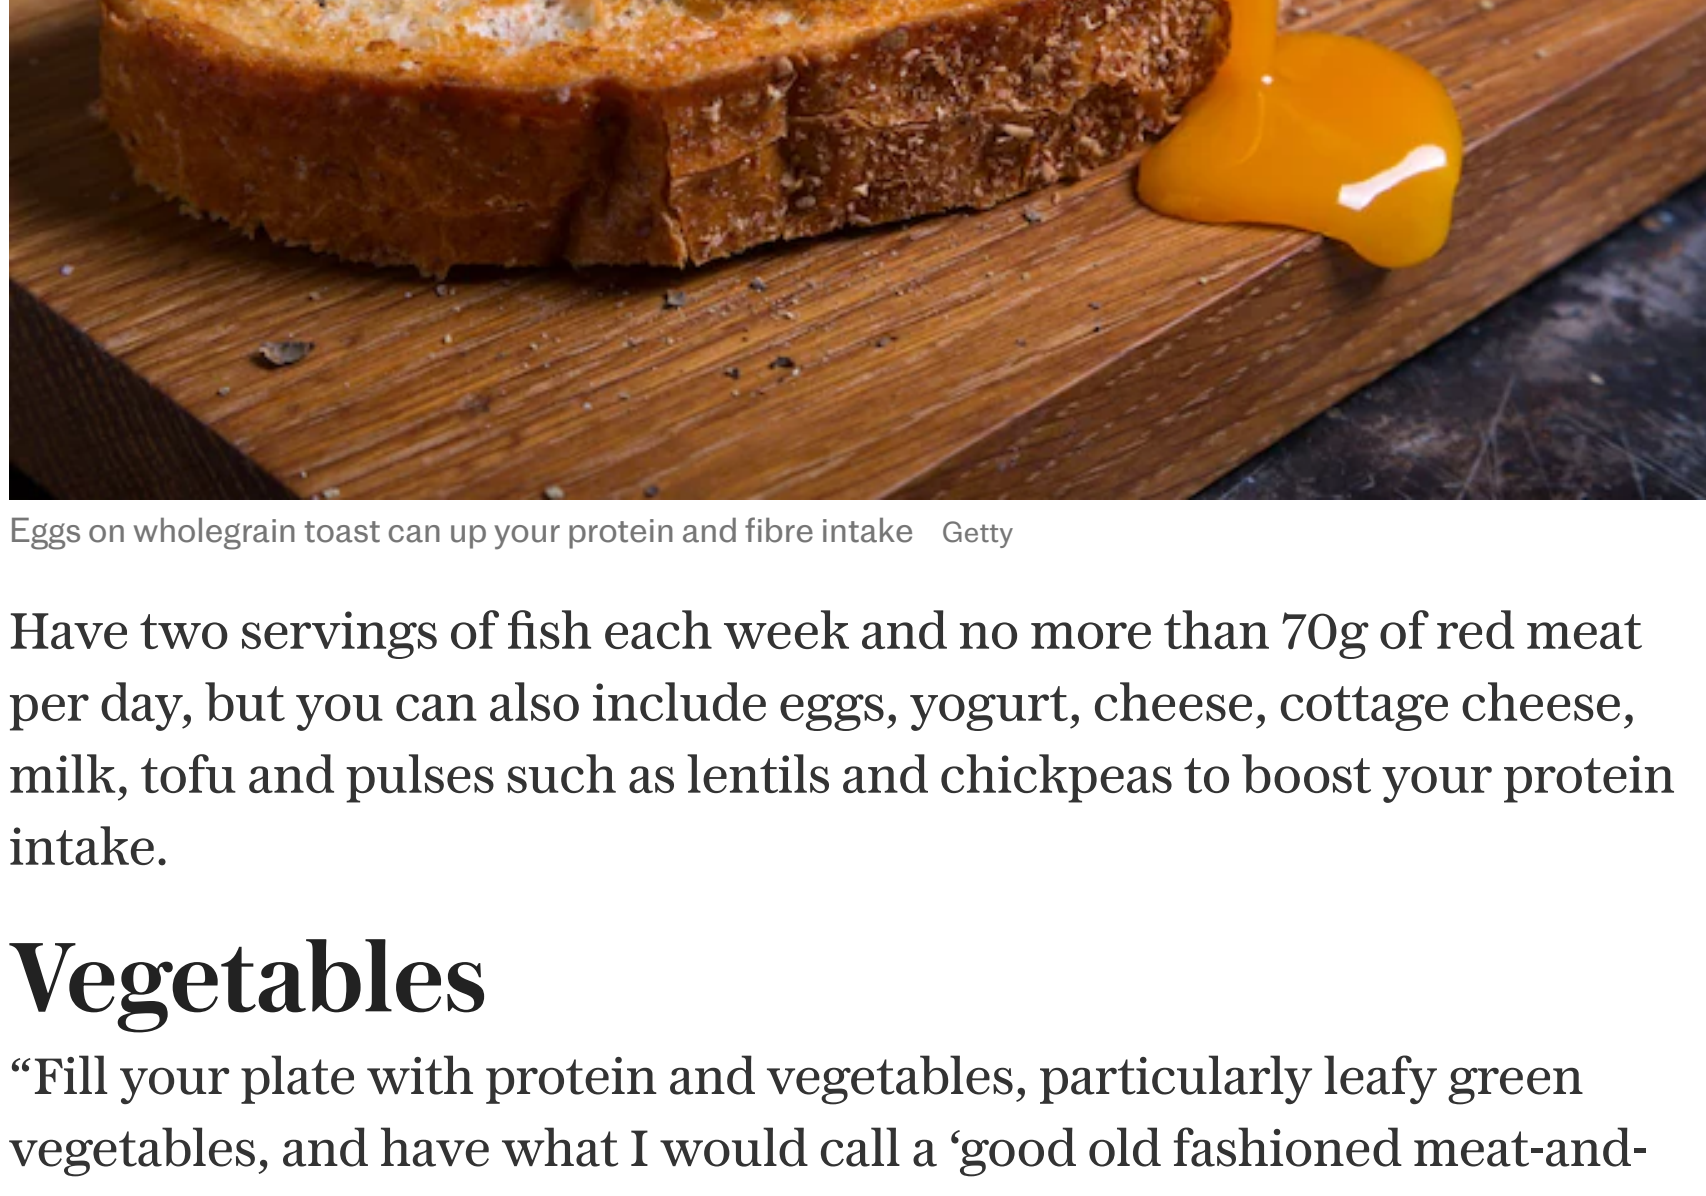 Eggs on wholegrain toast can up your protein and fibre intake Getty
Have two servings of fish each week and no more than 70g of red meat
per day, but you can also include eggs, yogurt, cheese, cottage cheese,
milk, tofu and pulses such as lentils and chickpeas to boost your protein
intake.
Vegetables
“Fill your plate with protein and vegetables, particularly leafy green
vegetables, and have what I would call a ‘good old fashioned meat-and-